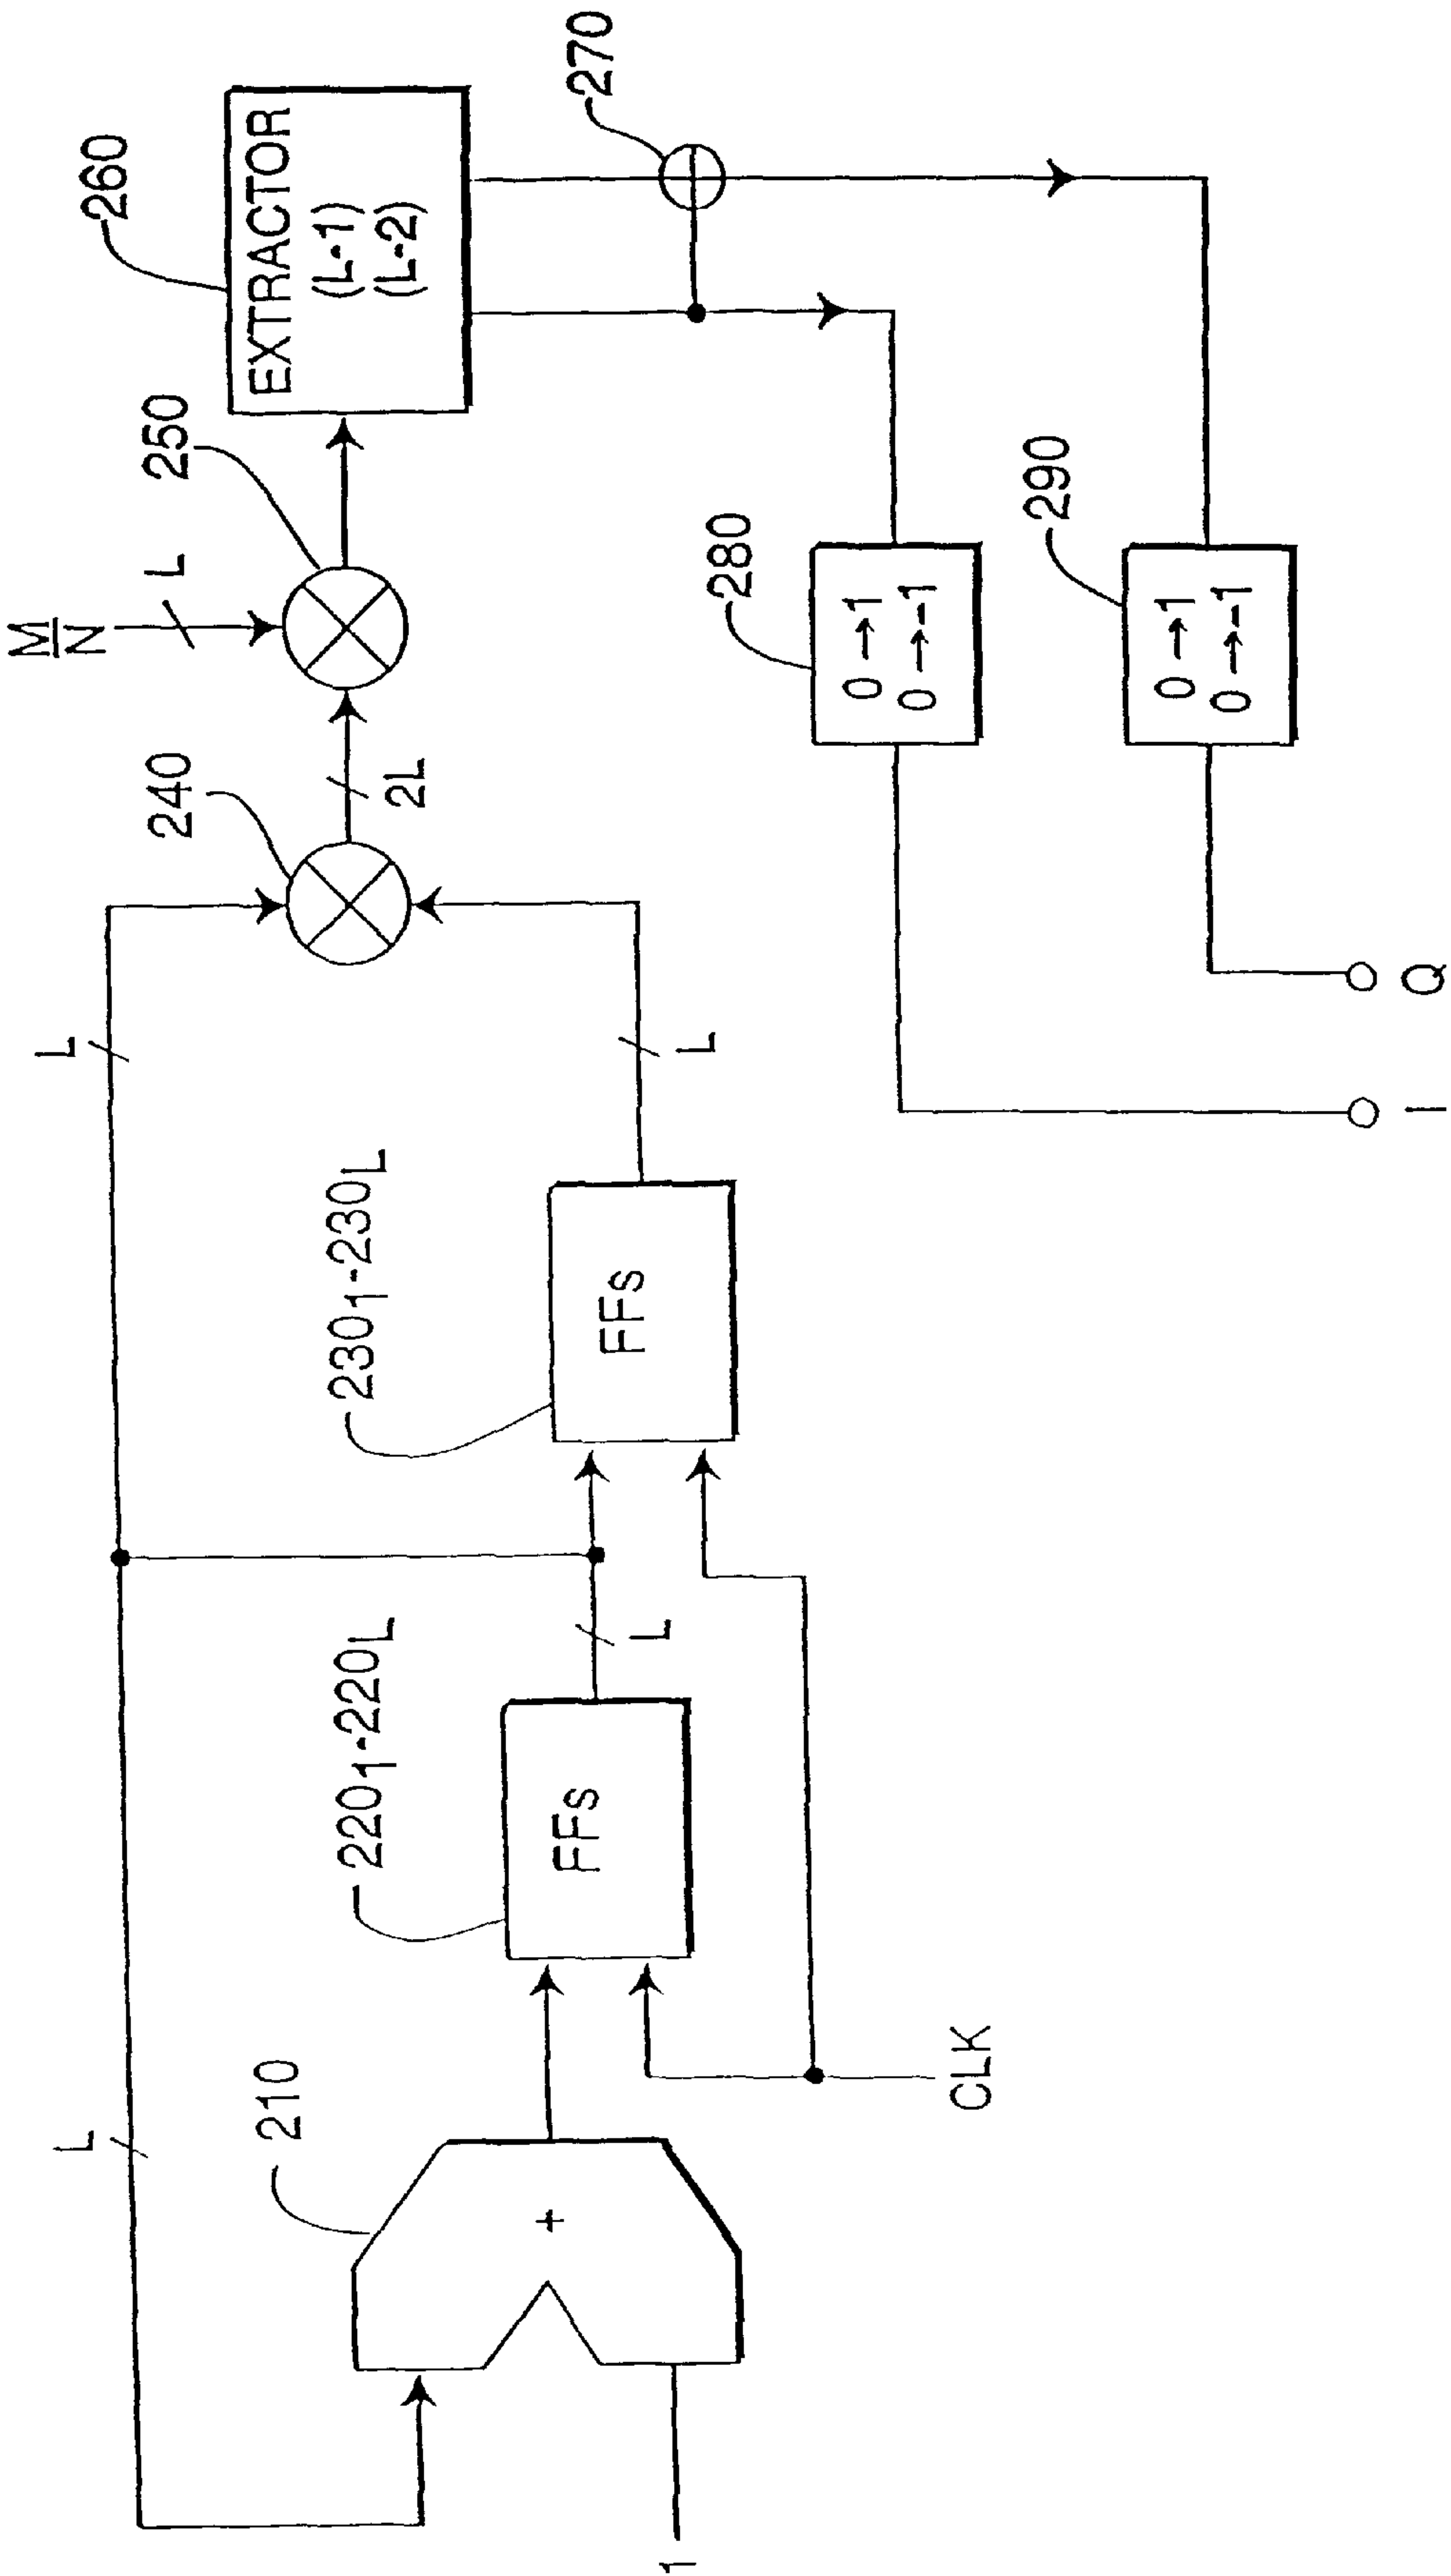 EXTRACTOR
(L-1)
(L-2)
260
270
M
N
L
250
240
2L
L
L
280
0→1
0→-1
290
0→1
0→-1
230₁-230L
FFs
220₁-220L
FFs
L
L
210
+
1
CLK
I
Q